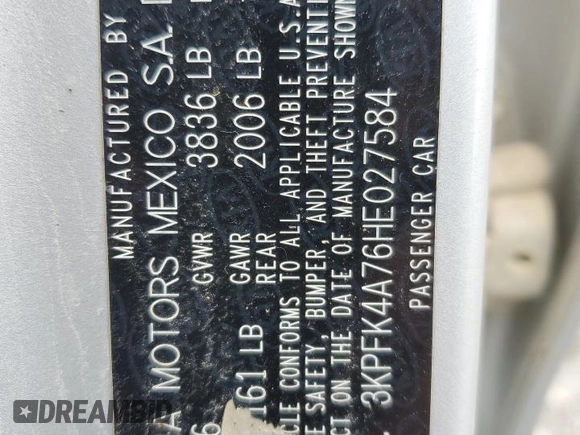 MANUFACTURED BY
A MOTORS MEXICO S.A.
6 GVWR 3836 LB
161 LB GAWR REAR 2006 LB
CLE CONFORMS TO ALL APPLICABLE U.S.A
E SAFETY, BUMPER, AND THEFT PREVENTI
CT ON THE DATE OF MANUFACTURE SHOWN
3KPFK4A76HE027584
PASSENGER CAR
DREAMBID